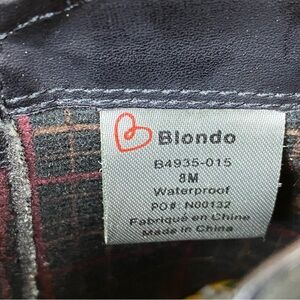 Blondo
B4935-015
8M
Waterproof
PO#: N00132
Fabriqué en Chine
Made in China